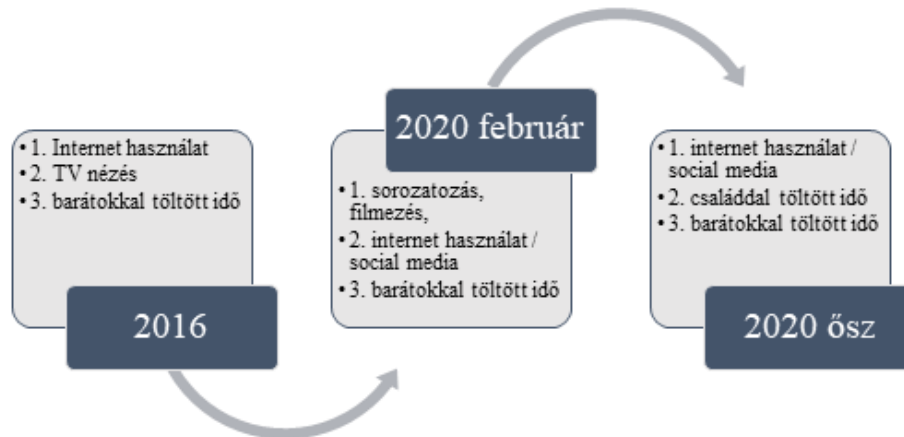 • 1. Internet használat
• 2. TV nézés
• 3. barátokkal töltött idő
2016
2020 február
• 1. sorozatozás,
filmezés,
• 2. internet használat /
social media
• 3. barátokkal töltött idő
• 1. internet használat /
social media
• 2. családdal töltött idő
• 3. barátokkal töltött idő
2020 ősz